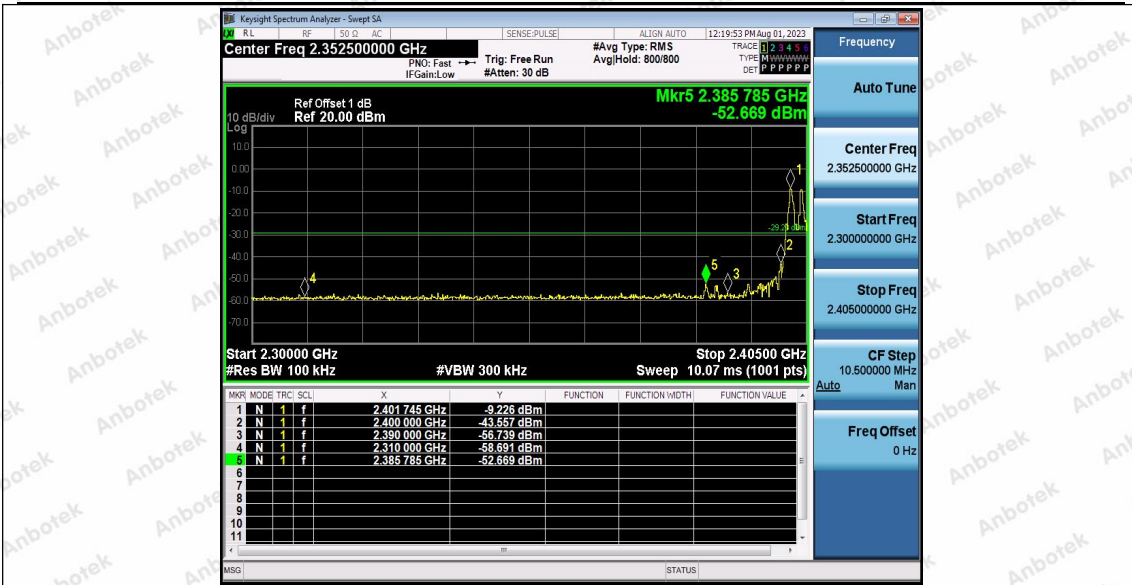 Keysight Spectrum Analyzer - Swept SA
RL RF 50 Ω AC SENSE:PULSE ALIGN AUTO 12:19:53 PM Aug 01, 2023
Center Freq 2.352500000 GHz
PNO: Fast Trig: Free Run #Avg Type: RMS TRACE 1 2 3 4 5 6
IFGain:Low #Atten: 30 dB Avg|Hold: 800/800 TYPE M WWWWW
DET P P P P P P
Frequency
Auto Tune
Center Freq
2.352500000 GHz
Start Freq
2.300000000 GHz
Stop Freq
2.405000000 GHz
CF Step
10.500000 MHz
Auto Man
Freq Offset
0 Hz
Mkr5 2.385 785 GHz
-52.669 dBm
Ref Offset 1 dB
10 dB/div Ref 20.00 dBm
Log
10.0
0.00
-10.0
-20.0
-30.0
-40.0
-50.0
-60.0
-70.0
1
2
3
4
5
Start 2.30000 GHz Stop 2.40500 GHz
#Res BW 100 kHz #VBW 300 kHz Sweep 10.07 ms (1001 pts)
MKR MODE TRC SCL X Y FUNCTION FUNCTION WIDTH FUNCTION VALUE
1 N 1 f 2.401 745 GHz -9.226 dBm
2 N 1 f 2.400 000 GHz -43.557 dBm
3 N 1 f 2.390 000 GHz -56.739 dBm
4 N 1 f 2.310 000 GHz -58.691 dBm
5 N 1 f 2.385 785 GHz -52.669 dBm
6
7
8
9
10
11
MSG STATUS
Anbotek